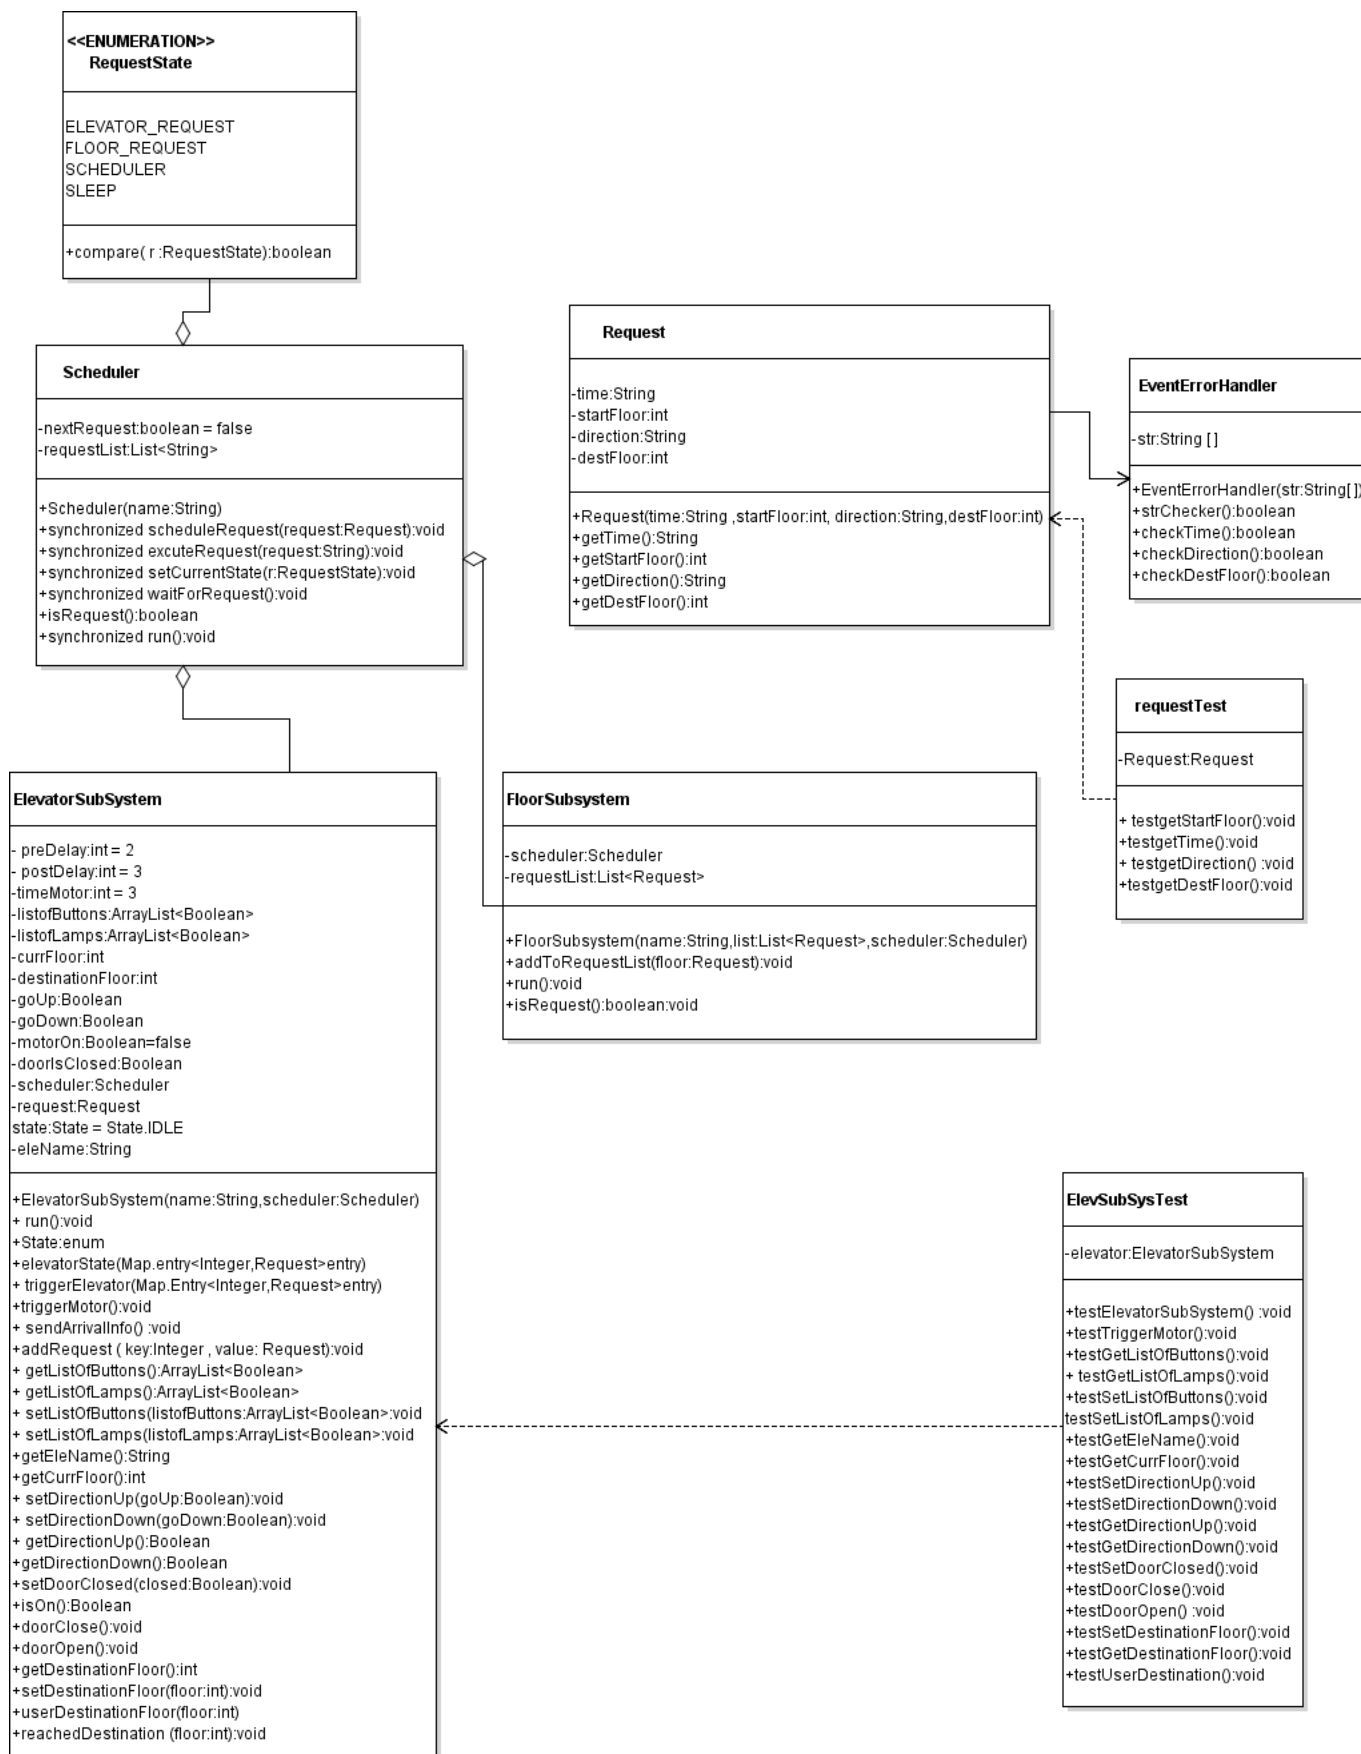 <<ENUMERATION>>
RequestState
ELEVATOR_REQUEST
FLOOR_REQUEST
SCHEDULER
SLEEP
+compare( r :RequestState):boolean
Scheduler
-nextRequest:boolean = false
-requestList:List<String>
+Scheduler(name:String)
+synchronized scheduleRequest(request:Request):void
+synchronized excuteRequest(request:String):void
+synchronized setCurrentState(r:RequestState):void
+synchronized waitForRequest():void
+isRequest():boolean
+synchronized run():void
Request
-time:String
-startFloor:int
-direction:String
-destFloor:int
+Request(time:String ,startFloor:int, direction:String,destFloor:int)
+getTime():String
+getStartFloor():int
+getDirection():String
+getDestFloor():int
EventErrorHandler
-str:String [ ]
+EventErrorHandler(str:String[ ])
+strChecker():boolean
+checkTime():boolean
+checkDirection():boolean
+checkDestFloor():boolean
requestTest
-Request:Request
+ testgetStartFloor():void
+testgetTime():void
+ testgetDirection() :void
+testgetDestFloor():void
ElevatorSubSystem
- preDelay:int = 2
- postDelay:int = 3
-timeMotor:int = 3
-listofButtons:ArrayList<Boolean>
-listofLamps:ArrayList<Boolean>
-currFloor:int
-destinationFloor:int
-goUp:Boolean
-goDown:Boolean
-motorOn:Boolean=false
-doorIsClosed:Boolean
-scheduler:Scheduler
-request:Request
state:State = State.IDLE
-eleName:String
+ElevatorSubSystem(name:String,scheduler:Scheduler)
+ run():void
+State:enum
+elevatorState(Map.entry<Integer,Request>entry)
+ triggerElevator(Map.Entry<Integer,Request>entry)
+triggerMotor():void
+ sendArrivalInfo() :void
+addRequest ( key:Integer , value: Request):void
+ getListOfButtons():ArrayList<Boolean>
+ getListOfLamps():ArrayList<Boolean>
+ setListOfButtons(listofButtons:ArrayList<Boolean>:void
+ setListOfLamps(listofLamps:ArrayList<Boolean>:void
+getEleName():String
+getCurrFloor():int
+ setDirectionUp(goUp:Boolean):void
+ setDirectionDown(goDown:Boolean):void
+ getDirectionUp():Boolean
+getDirectionDown():Boolean
+setDoorClosed(closed:Boolean):void
+isOn():Boolean
+doorClose():void
+doorOpen():void
+getDestinationFloor():int
+setDestinationFloor(floor:int):void
+userDestinationFloor(floor:int)
+reachedDestination (floor:int):void
FloorSubsystem
-scheduler:Scheduler
-requestList:List<Request>
+FloorSubsystem(name:String,list:List<Request>,scheduler:Scheduler)
+addToRequestList(floor:Request):void
+run():void
+isRequest():boolean:void
ElevSubSysTest
-elevator:ElevatorSubSystem
+testElevatorSubSystem() :void
+testTriggerMotor():void
+testGetListOfButtons():void
+ testGetListOfLamps():void
+testSetListOfButtons():void
testSetListOfLamps():void
+testGetEleName():void
+testGetCurrFloor():void
+testSetDirectionUp():void
+testSetDirectionDown():void
+testGetDirectionUp():void
+testGetDirectionDown():void
+testSetDoorClosed():void
+testDoorClose():void
+testDoorOpen() :void
+testSetDestinationFloor():void
+testGetDestinationFloor():void
+testUserDestination():void